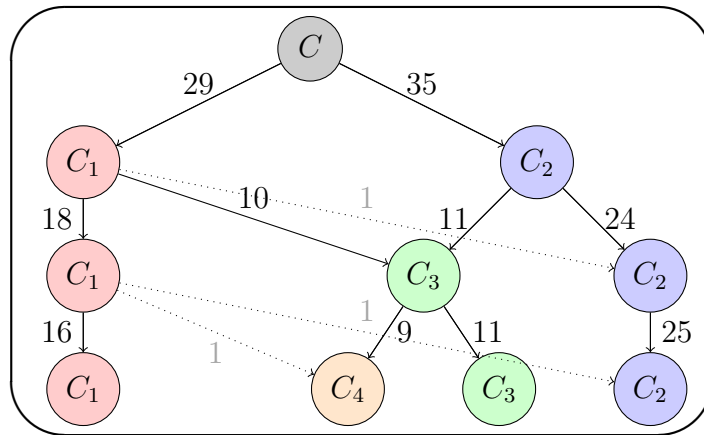 C
29 35
C₁ C₂
18 10 1 11 24
C₁ C₃ C₂
16 1 1 9 11 25
C₁ C₄ C₃ C₂